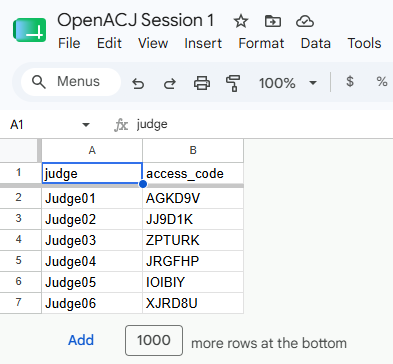 OpenACJ Session 1
File Edit View Insert Format Data Tools
Menus 100% $ %
A1 fx judge
A B
1 judge access_code
2 Judge01 AGKD9V
3 Judge02 JJ9D1K
4 Judge03 ZPTURK
5 Judge04 JRGFHP
6 Judge05 IOIBIY
7 Judge06 XJRD8U
Add 1000 more rows at the bottom